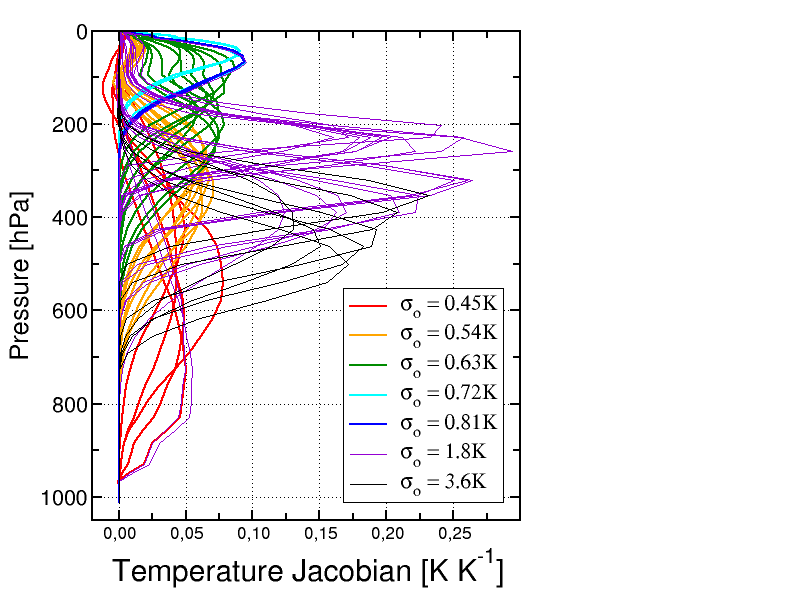 0
200
400
600
800
1000
Pressure [hPa]
0,00 0,05 0,10 0,15 0,20 0,25
Temperature Jacobian [K K⁻¹]
σₒ = 0.45K
σₒ = 0.54K
σₒ = 0.63K
σₒ = 0.72K
σₒ = 0.81K
σₒ = 1.8K
σₒ = 3.6K